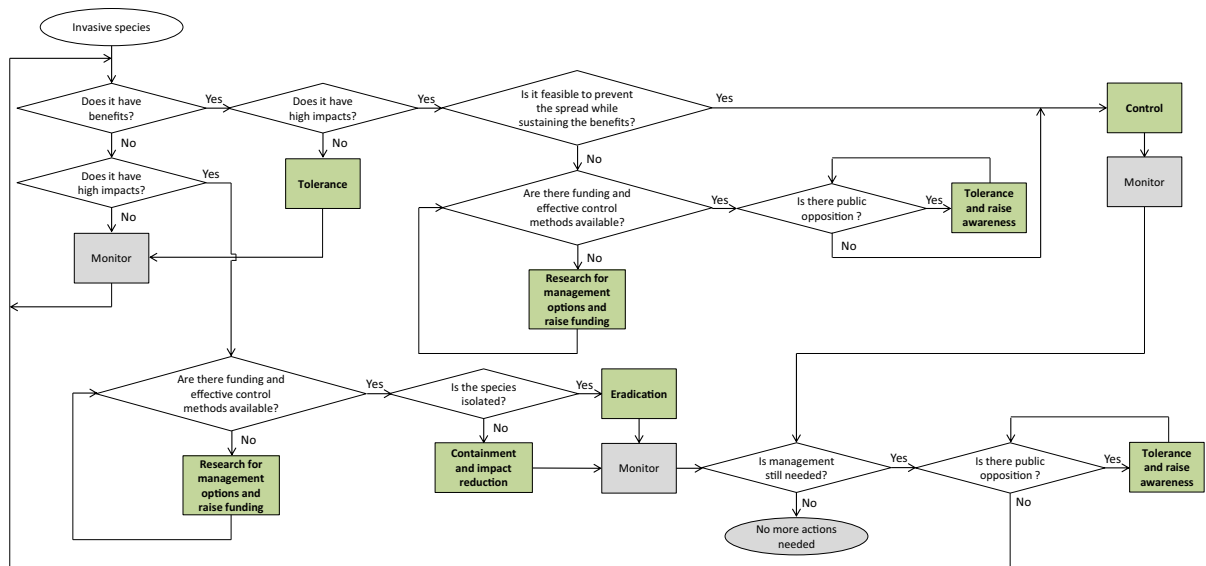 Invasive species
Does it have
benefits?
Yes
Does it have
high impacts?
Yes
Is it feasible to prevent
the spread while
sustaining the benefits?
Yes
Control
No
No
No
Does it have
high impacts?
Yes
Tolerance
Are there funding and
effective control
methods available?
Yes
Is there public
opposition ?
Yes
Tolerance
and raise
awareness
Monitor
No
Monitor
No
No
Research for
management
options and
raise funding
Are there funding and
effective control
methods available?
Yes
Is the species
isolated?
Yes
Eradication
No
No
Research for
management
options and
raise funding
Containment
and impact
reduction
Monitor
Is management
still needed?
Yes
Is there public
opposition ?
Yes
Tolerance
and raise
awareness
No
No
No more actions
needed